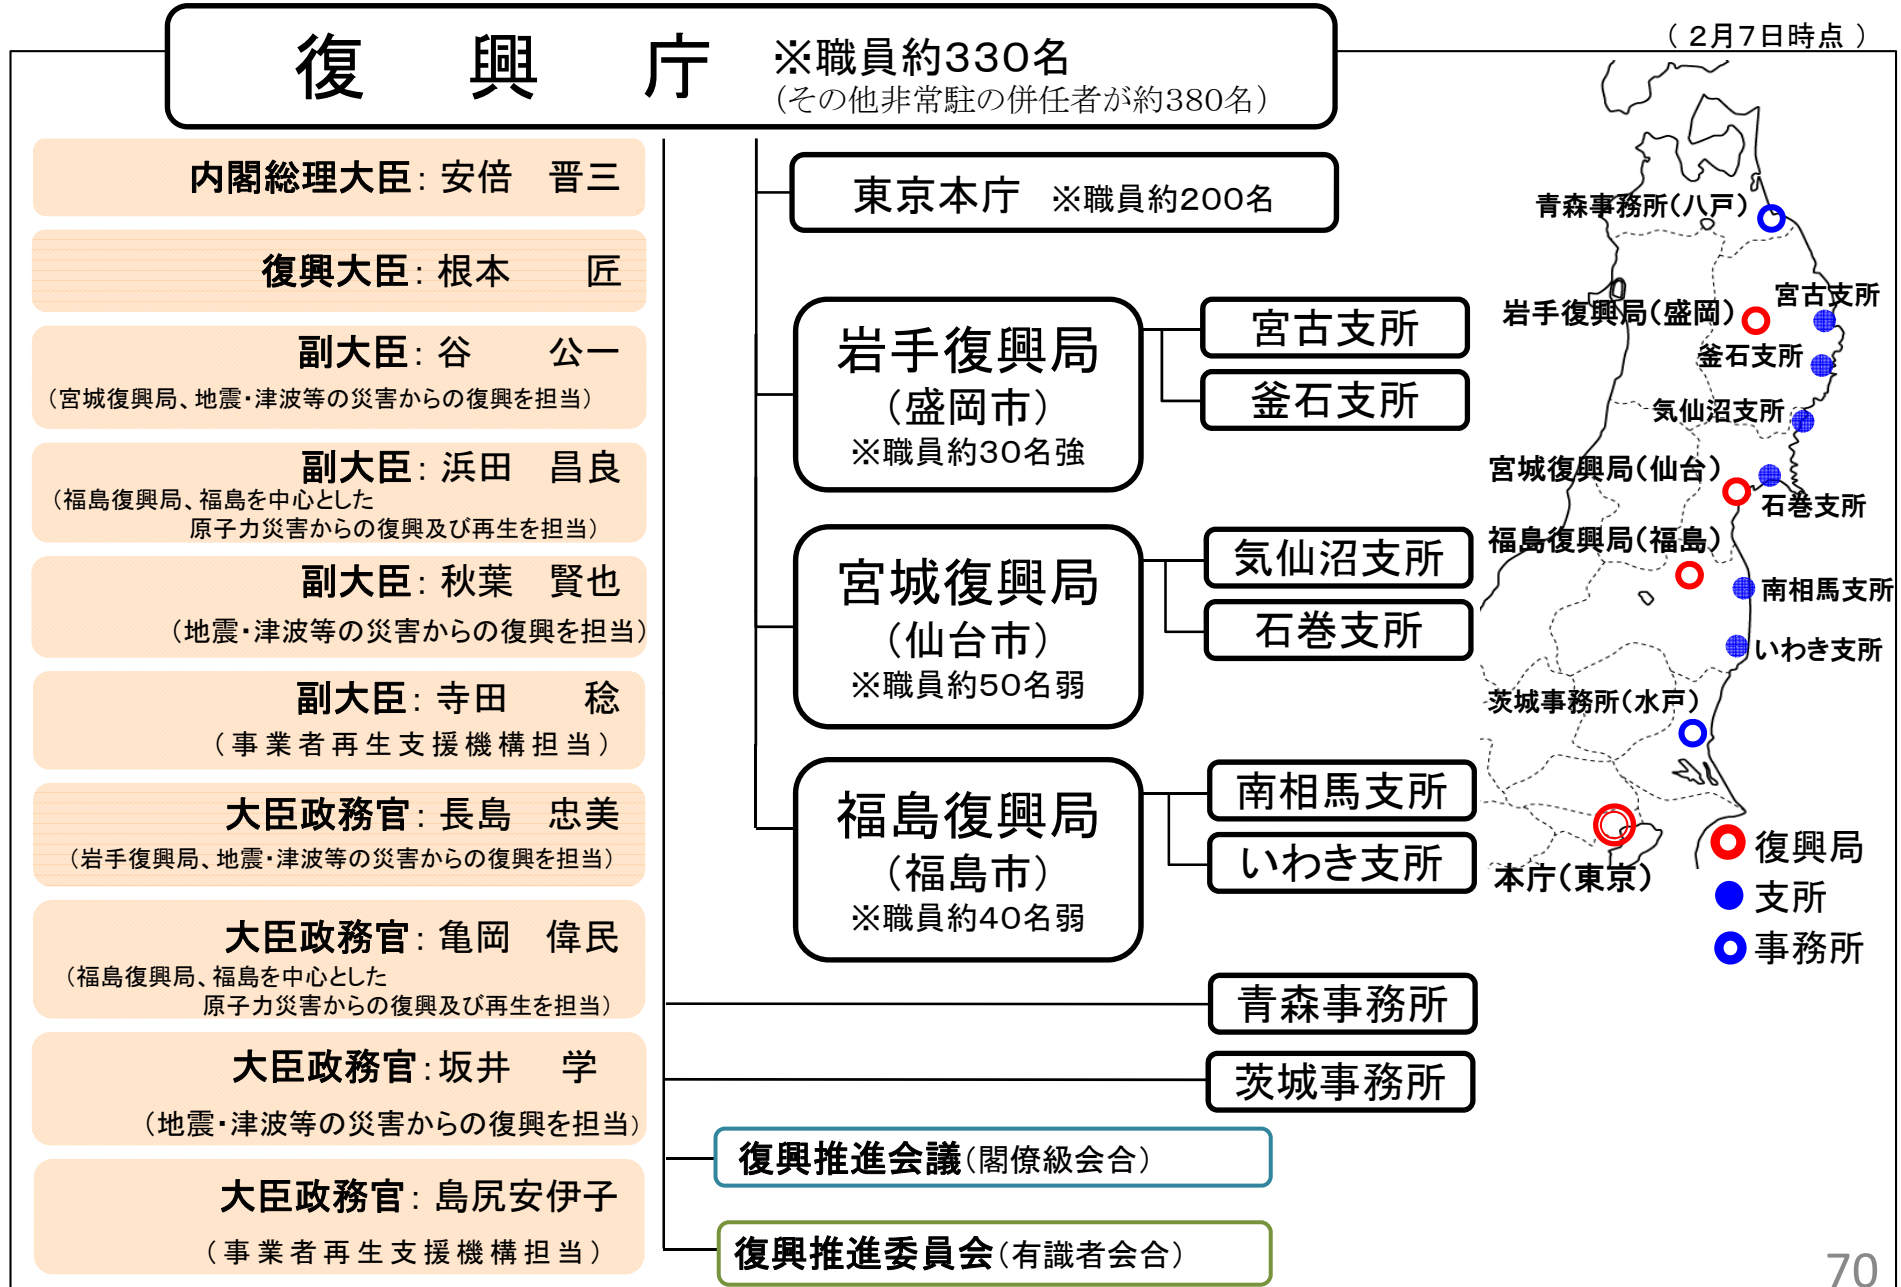 （ 2月7日時点 ）
復　興　庁　※職員約330名
（その他非常駐の併任者が約380名）
内閣総理大臣：安倍　晋三
復興大臣：根本　匠
副大臣：谷　公一
（宮城復興局、地震・津波等の災害からの復興を担当）
副大臣：浜田　昌良
（福島復興局、福島を中心とした
原子力災害からの復興及び再生を担当）
副大臣：秋葉　賢也
（地震・津波等の災害からの復興を担当）
副大臣：寺田　稔
（事業者再生支援機構担当）
大臣政務官：長島　忠美
（岩手復興局、地震・津波等の災害からの復興を担当）
大臣政務官：亀岡　偉民
（福島復興局、福島を中心とした
原子力災害からの復興及び再生を担当）
大臣政務官：坂井　学
（地震・津波等の災害からの復興を担当）
大臣政務官：島尻安伊子
（事業者再生支援機構担当）
東京本庁　※職員約200名
岩手復興局
（盛岡市）
※職員約30名強
宮古支所
釜石支所
宮城復興局
（仙台市）
※職員約50名弱
気仙沼支所
石巻支所
福島復興局
（福島市）
※職員約40名弱
南相馬支所
いわき支所
青森事務所
茨城事務所
復興推進会議（閣僚級会合）
復興推進委員会（有識者会合）
青森事務所（八戸）
宮古支所
岩手復興局（盛岡）
釜石支所
気仙沼支所
宮城復興局（仙台）
石巻支所
福島復興局（福島）
南相馬支所
いわき支所
茨城事務所（水戸）
本庁（東京）
復興局
支所
事務所
70